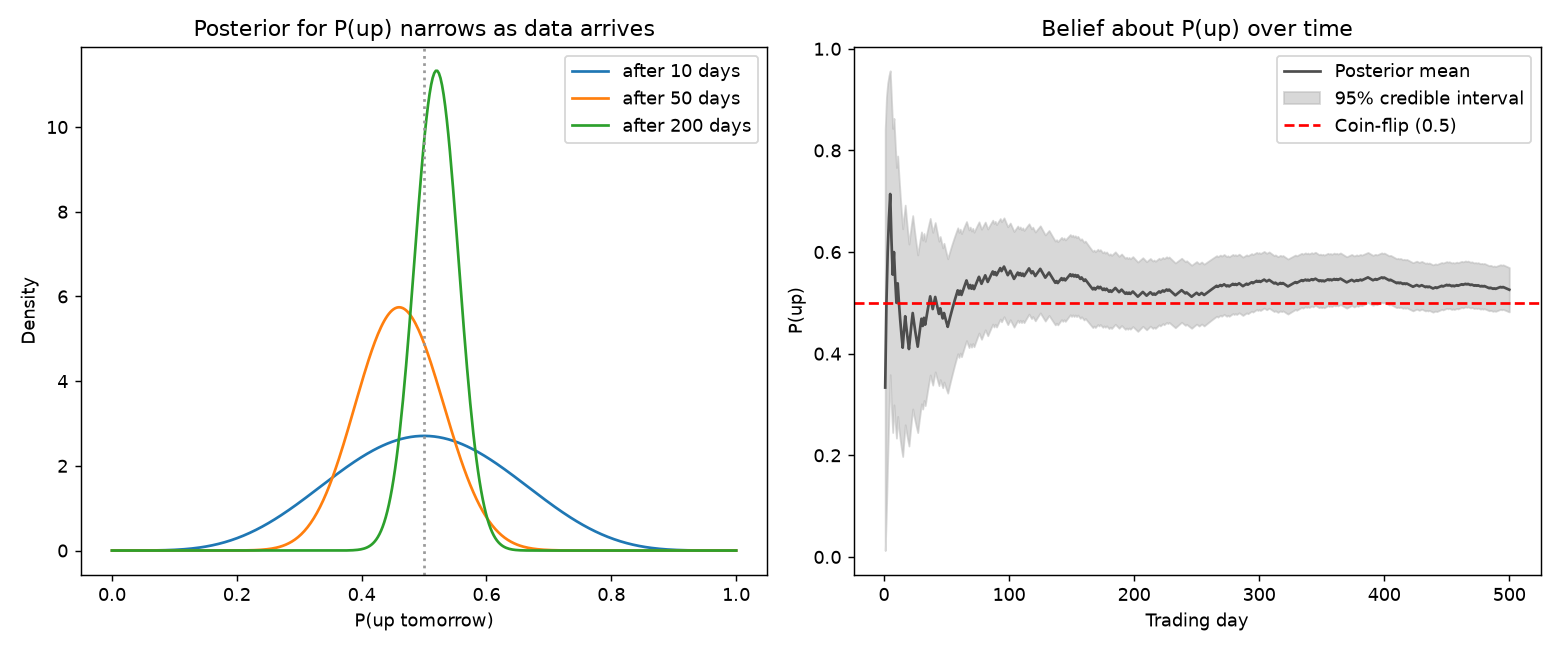 Posterior for P(up) narrows as data arrives
after 10 days
after 50 days
after 200 days
Density
10
8
6
4
2
0
0.0 0.2 0.4 0.6 0.8 1.0
P(up tomorrow)
Belief about P(up) over time
Posterior mean
95% credible interval
Coin-flip (0.5)
P(up)
1.0
0.8
0.6
0.4
0.2
0.0
0 100 200 300 400 500
Trading day